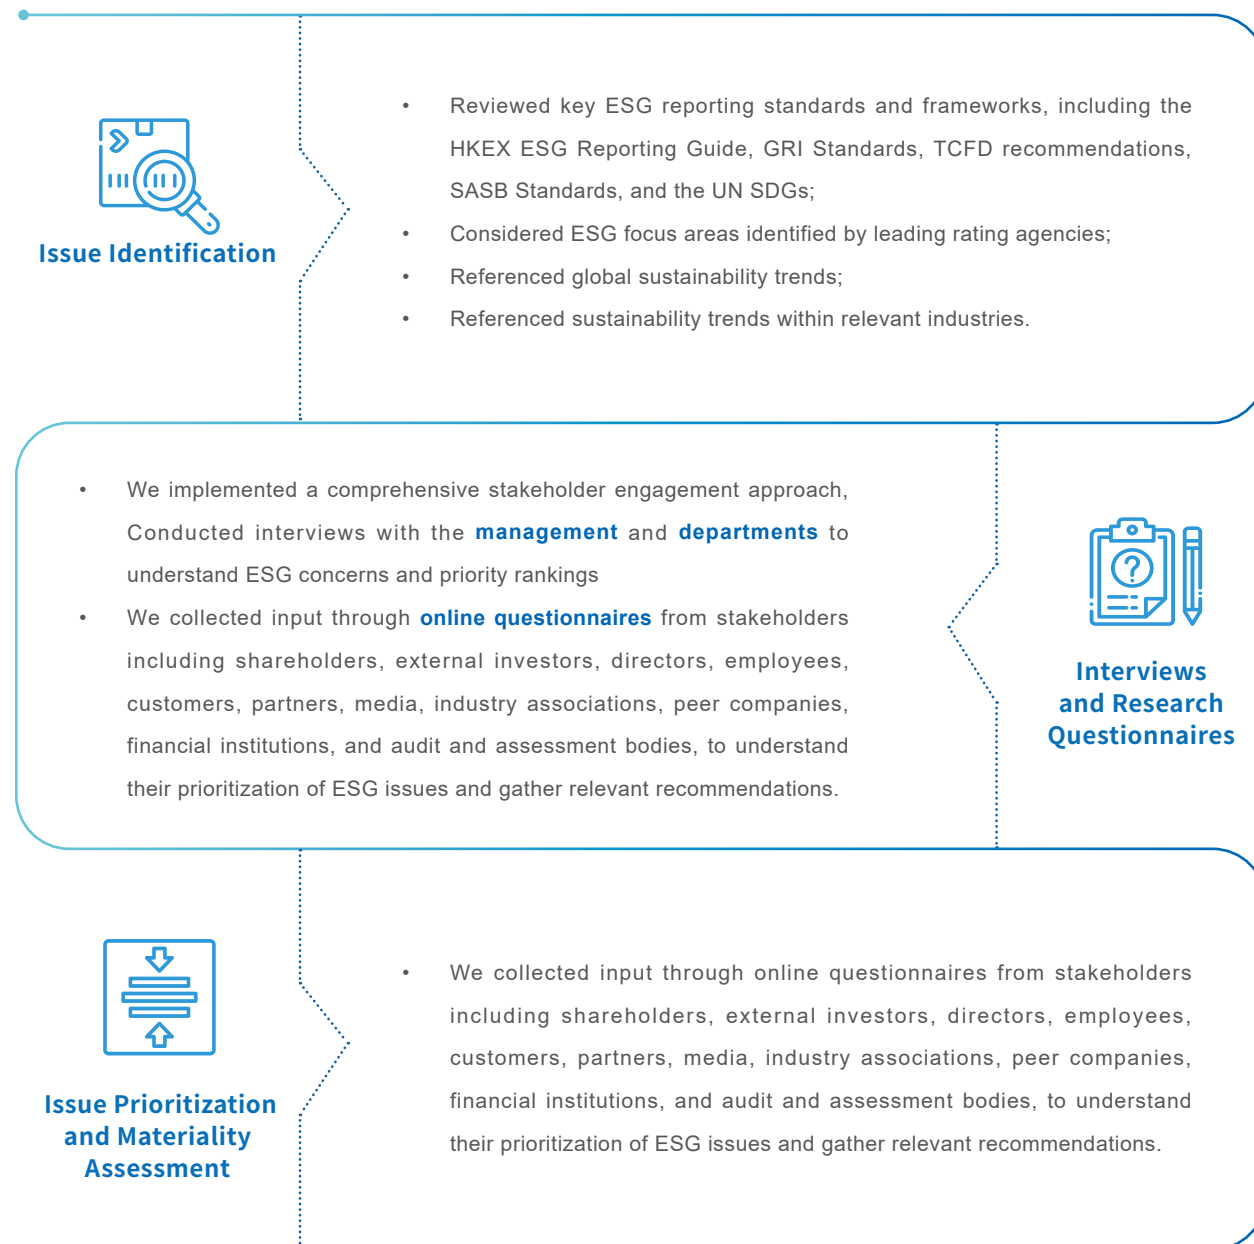 Issue Identification
• Reviewed key ESG reporting standards and frameworks, including the
HKEX ESG Reporting Guide, GRI Standards, TCFD recommendations,
SASB Standards, and the UN SDGs;
• Considered ESG focus areas identified by leading rating agencies;
• Referenced global sustainability trends;
• Referenced sustainability trends within relevant industries.
• We implemented a comprehensive stakeholder engagement approach,
Conducted interviews with the management and departments to
understand ESG concerns and priority rankings
• We collected input through online questionnaires from stakeholders
including shareholders, external investors, directors, employees,
customers, partners, media, industry associations, peer companies,
financial institutions, and audit and assessment bodies, to understand
their prioritization of ESG issues and gather relevant recommendations.
Interviews
and Research
Questionnaires
Issue Prioritization
and Materiality
Assessment
• We collected input through online questionnaires from stakeholders
including shareholders, external investors, directors, employees,
customers, partners, media, industry associations, peer companies,
financial institutions, and audit and assessment bodies, to understand
their prioritization of ESG issues and gather relevant recommendations.